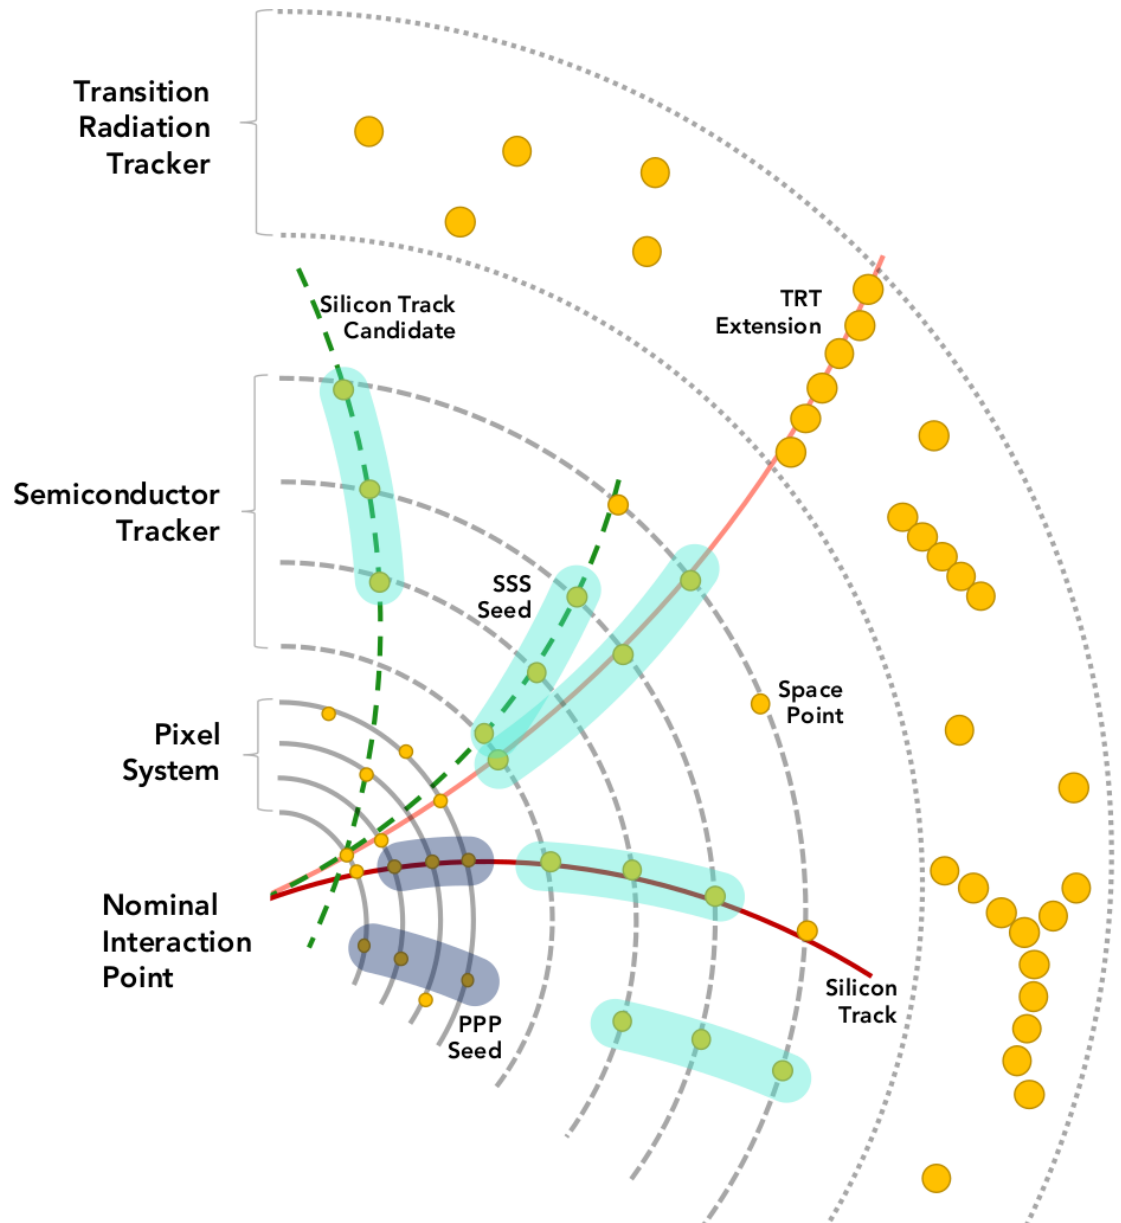 Transition
Radiation
Tracker
Silicon Track
Candidate
TRT
Extension
Semiconductor
Tracker
SSS
Seed
Space
Point
Pixel
System
Nominal
Interaction
Point
Silicon
Track
PPP
Seed